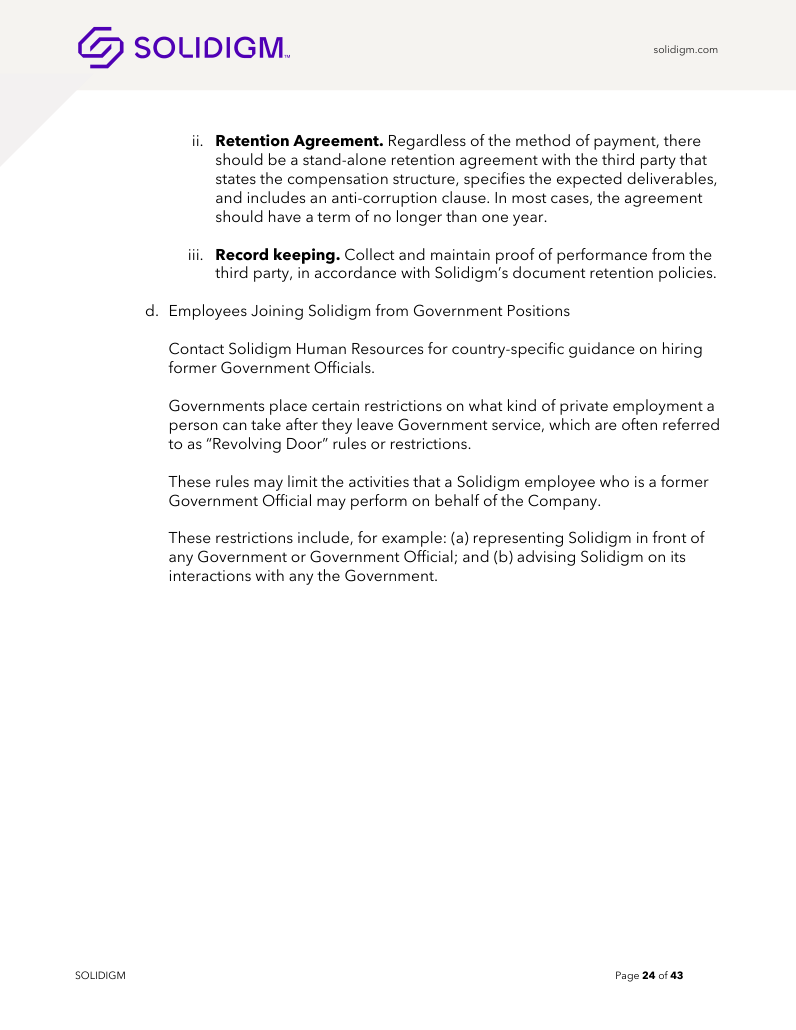 SOLIDIGM™
solidigm.com
ii. Retention Agreement. Regardless of the method of payment, there
should be a stand-alone retention agreement with the third party that
states the compensation structure, specifies the expected deliverables,
and includes an anti-corruption clause. In most cases, the agreement
should have a term of no longer than one year.
iii. Record keeping. Collect and maintain proof of performance from the
third party, in accordance with Solidigm’s document retention policies.
d. Employees Joining Solidigm from Government Positions
Contact Solidigm Human Resources for country-specific guidance on hiring
former Government Officials.
Governments place certain restrictions on what kind of private employment a
person can take after they leave Government service, which are often referred
to as “Revolving Door” rules or restrictions.
These rules may limit the activities that a Solidigm employee who is a former
Government Official may perform on behalf of the Company.
These restrictions include, for example: (a) representing Solidigm in front of
any Government or Government Official; and (b) advising Solidigm on its
interactions with any the Government.
SOLIDIGM
Page 24 of 43